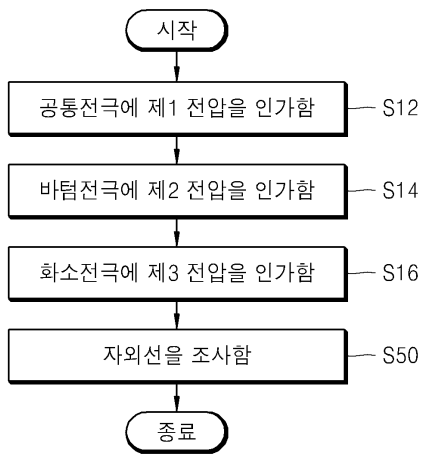 시작
공통전극에 제1 전압을 인가함 S12
바텀전극에 제2 전압을 인가함 S14
화소전극에 제3 전압을 인가함 S16
자외선을 조사함 S50
종료